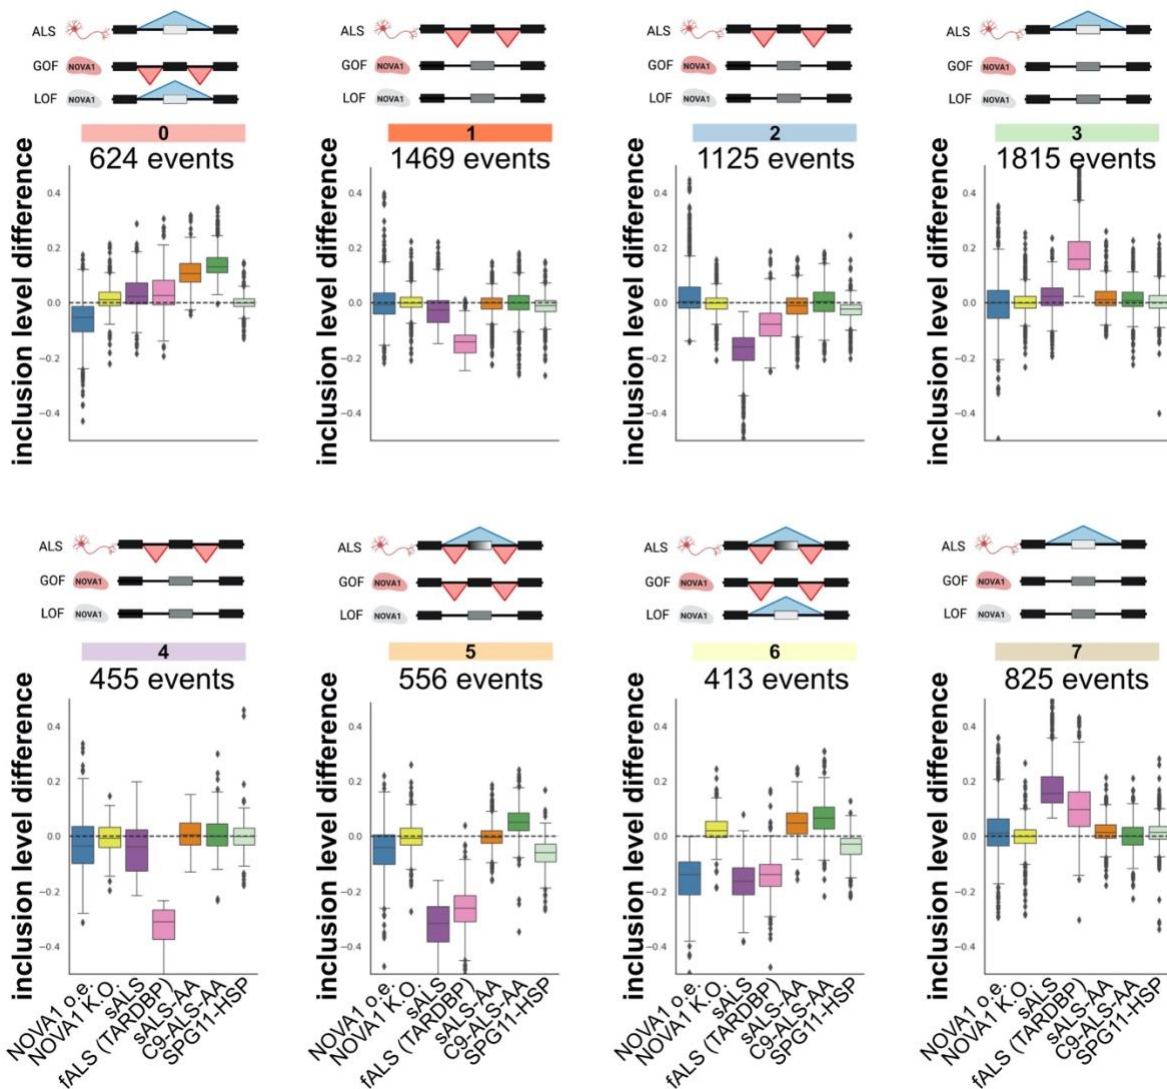 ALS
GOF NOVA1
LOF NOVA1
0
624 events
inclusion level difference
0.4
0.2
0.0
−0.2
−0.4
ALS
GOF NOVA1
LOF NOVA1
1
1469 events
inclusion level difference
0.4
0.2
0.0
−0.2
−0.4
ALS
GOF NOVA1
LOF NOVA1
2
1125 events
inclusion level difference
0.4
0.2
0.0
−0.2
−0.4
ALS
GOF NOVA1
LOF NOVA1
3
1815 events
inclusion level difference
0.4
0.2
0.0
−0.2
−0.4
ALS
GOF NOVA1
LOF NOVA1
4
455 events
inclusion level difference
0.4
0.2
0.0
−0.2
−0.4
NOVA1 o.e.
NOVA1 K.O.
sALS
fALS (TARDBP)
sALS-AA
C9-ALS-AA
SPG11-HSP
ALS
GOF NOVA1
LOF NOVA1
5
556 events
inclusion level difference
0.4
0.2
0.0
−0.2
−0.4
NOVA1 o.e.
NOVA1 K.O.
sALS
fALS (TARDBP)
sALS-AA
C9-ALS-AA
SPG11-HSP
ALS
GOF NOVA1
LOF NOVA1
6
413 events
inclusion level difference
0.4
0.2
0.0
−0.2
−0.4
NOVA1 o.e.
NOVA1 K.O.
sALS
fALS (TARDBP)
sALS-AA
C9-ALS-AA
SPG11-HSP
ALS
GOF NOVA1
LOF NOVA1
7
825 events
inclusion level difference
0.4
0.2
0.0
−0.2
−0.4
NOVA1 o.e.
NOVA1 K.O.
sALS
fALS (TARDBP)
sALS-AA
C9-ALS-AA
SPG11-HSP